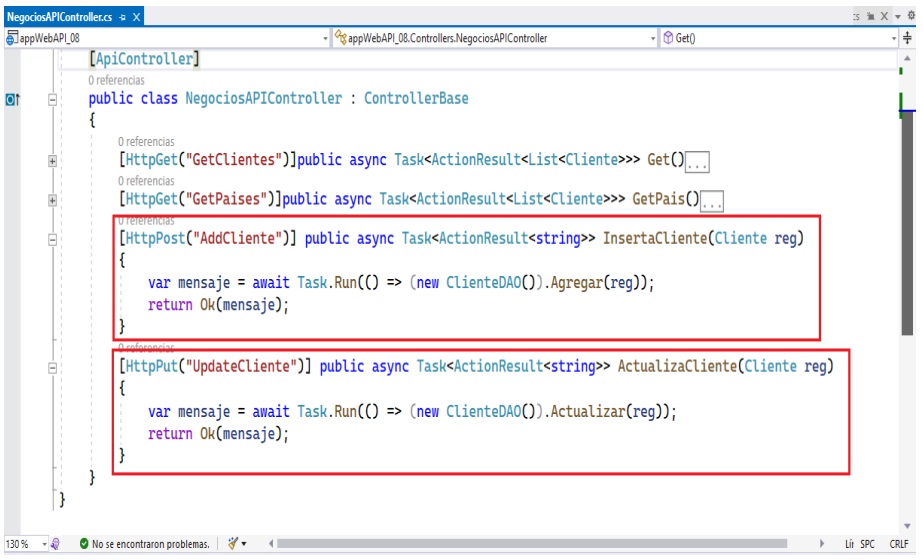 NegociosAPIController.cs
appWebAPI_08 appWebAPI_08.Controllers.NegociosAPIController Get()
[ApiController]
0 referencias
public class NegociosAPIController : ControllerBase
{
0 referencias
[HttpGet("GetClientes")]public async Task<ActionResult<List<Cliente>>> Get()...
0 referencias
[HttpGet("GetPaises")]public async Task<ActionResult<List<Cliente>>> GetPais()...
0 referencias
[HttpPost("AddCliente")] public async Task<ActionResult<string>> InsertaCliente(Cliente reg)
{
var mensaje = await Task.Run(() => (new ClienteDAO()).Agregar(reg));
return Ok(mensaje);
}
0 referencias
[HttpPut("UpdateCliente")] public async Task<ActionResult<string>> ActualizaCliente(Cliente reg)
{
var mensaje = await Task.Run(() => (new ClienteDAO()).Actualizar(reg));
return Ok(mensaje);
}
}
}
130 % No se encontraron problemas. SPC CRLF